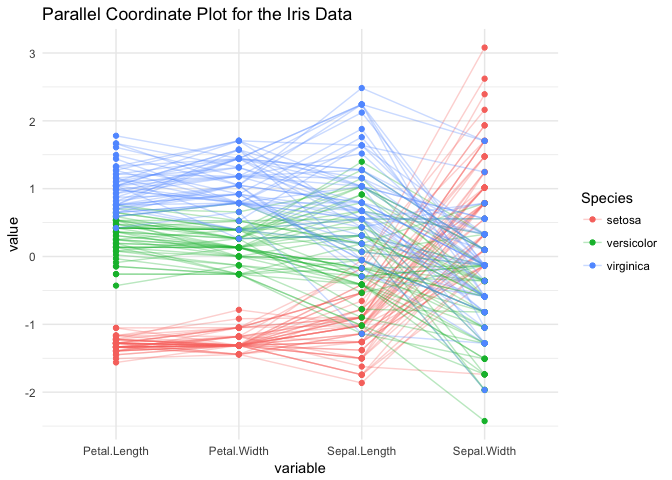 Parallel Coordinate Plot for the Iris Data
3
2
1
0
-1
-2
value
Petal.Length Petal.Width Sepal.Length Sepal.Width
variable
Species
setosa
versicolor
virginica